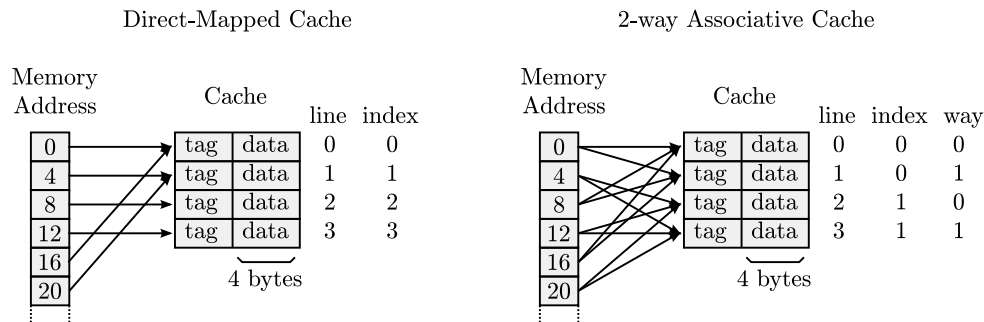 Direct-Mapped Cache
Memory
Address
Cache
line index
0 tag data 0 0
4 tag data 1 1
8 tag data 2 2
12 tag data 3 3
16
20
4 bytes
2-way Associative Cache
Memory
Address
Cache
line index way
0 tag data 0 0 0
4 tag data 1 0 1
8 tag data 2 1 0
12 tag data 3 1 1
16
20
4 bytes